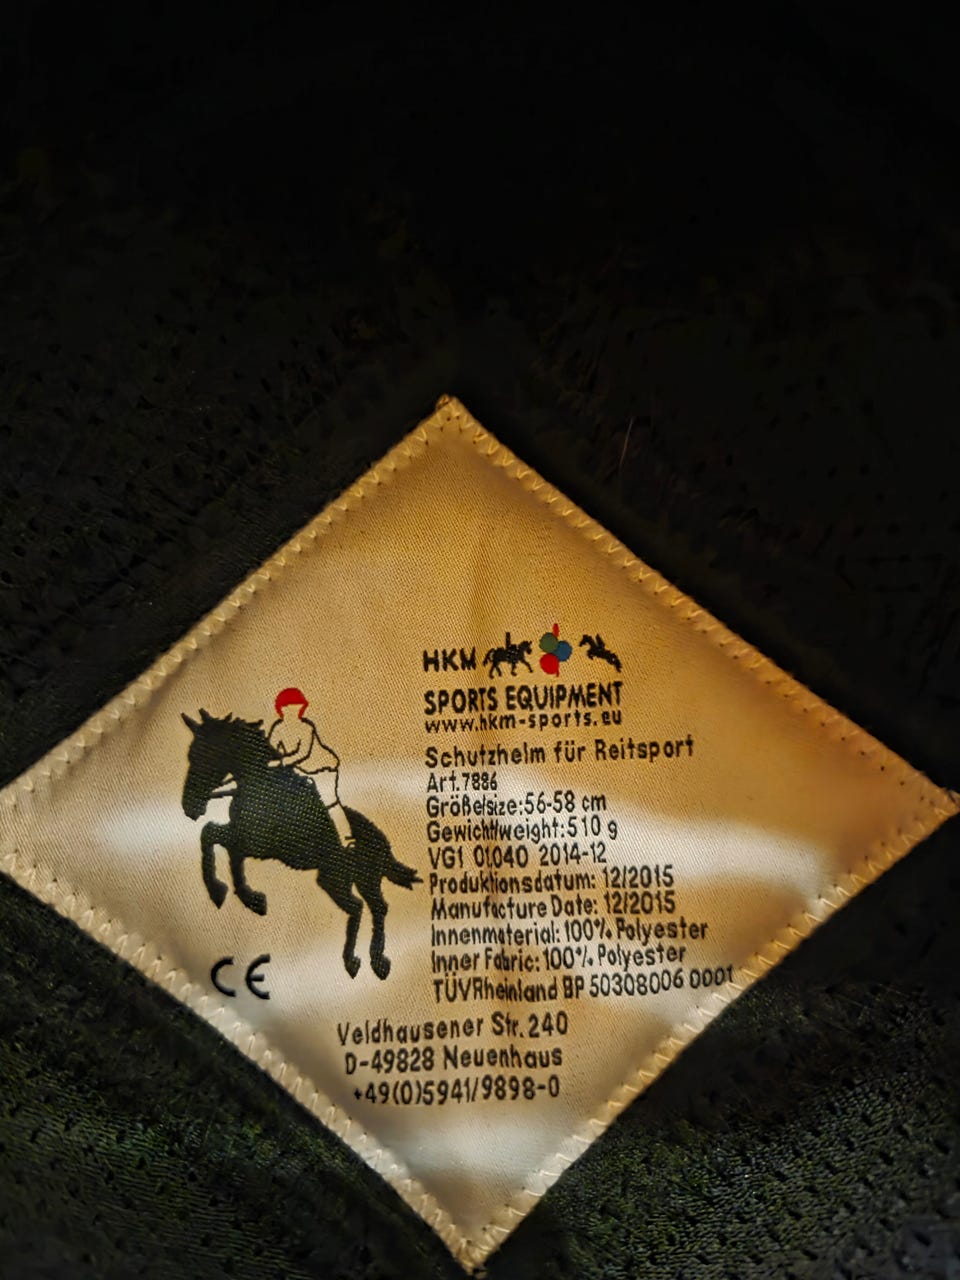 HKM
SPORTS EQUIPMENT
www.hkm-sports.eu
Schutzhelm für Reitsport
Art.7886
Größe/size:56-58 cm
Gewicht/weight:510 g
VG1 01.040 2014-12
Produktionsdatum: 12/2015
Manufacture Date: 12/2015
Innenmaterial: 100% Polyester
Inner Fabric: 100% Polyester
TÜVRheinland BP 50308006 0001
CE
Veldhausener Str. 240
D-49828 Neuenhaus
+49(0)5941/9898-0